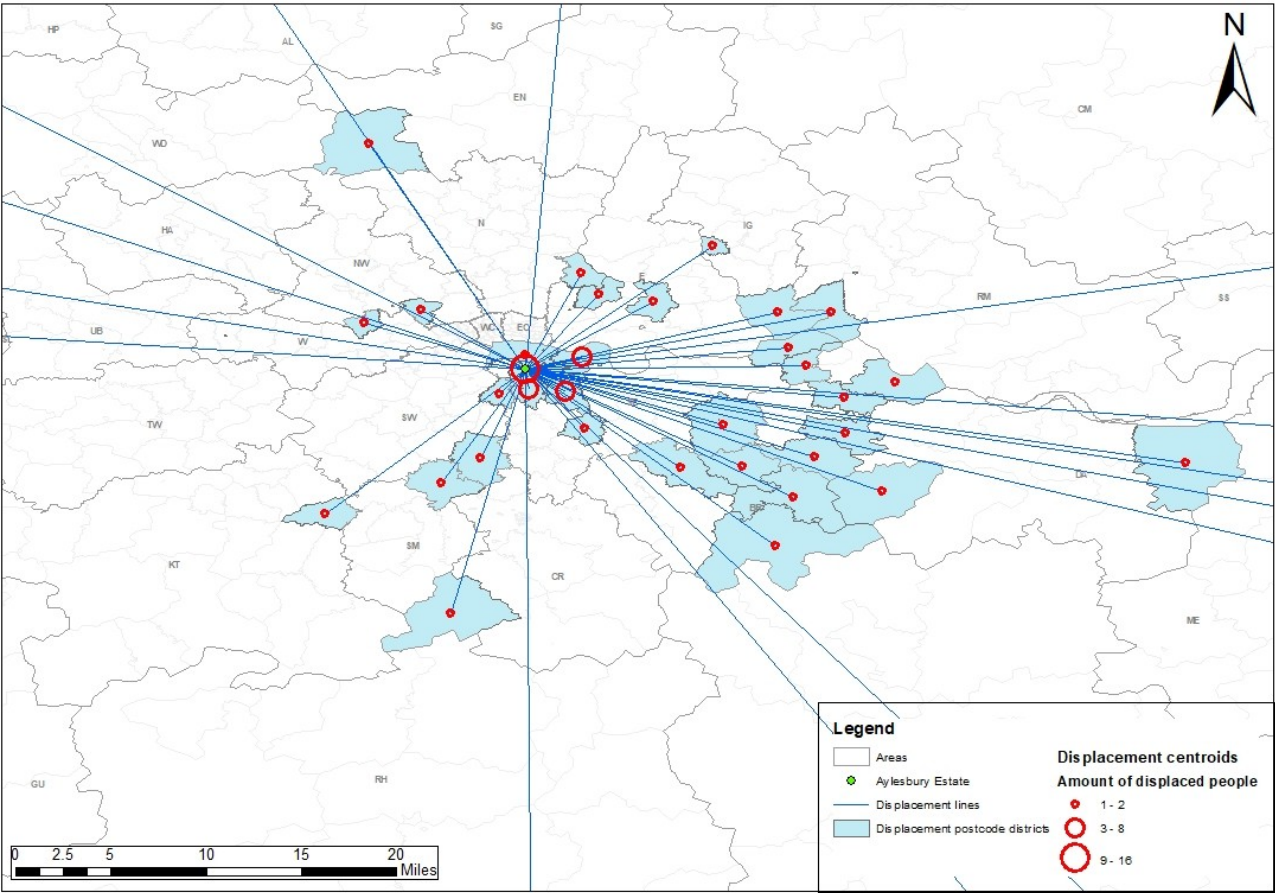 HP
SG
N
AL
EN
CM
WD
N
IG
HA
E
NW
RM
SS
WC
EC
UB
W
SW
TW
DA
BR
SM
KT
CR
ME
RH
GU
Legend
Areas
Aylesbury Estate
Displacement lines
Displacement postcode districts
Displacement centroids
Amount of displaced people
1 - 2
3 - 8
9 - 16
0 2.5 5 10 15 20
Miles